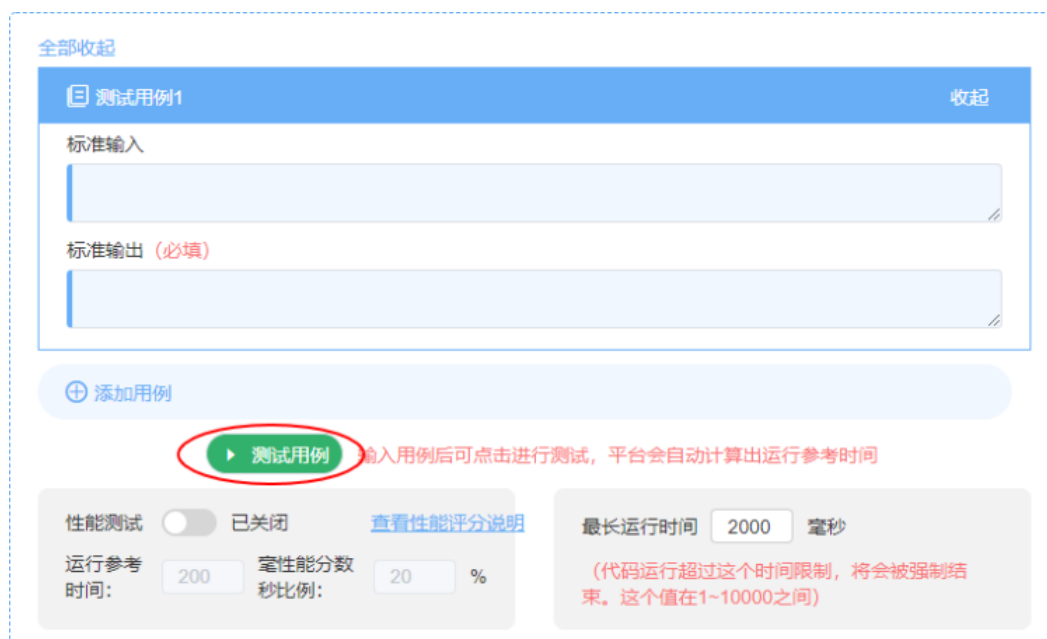 全部收起
测试用例1 收起
标准输入
标准输出（必填）
添加用例
测试用例 输入用例后可点击进行测试，平台会自动计算出运行参考时间
性能测试 已关闭 查看性能评分说明
运行参考时间： 200 毫秒 性能分数比例： 20 %
最长运行时间 2000 毫秒
（代码运行超过这个时间限制，将会被强制结
束。这个值在1~10000之间）